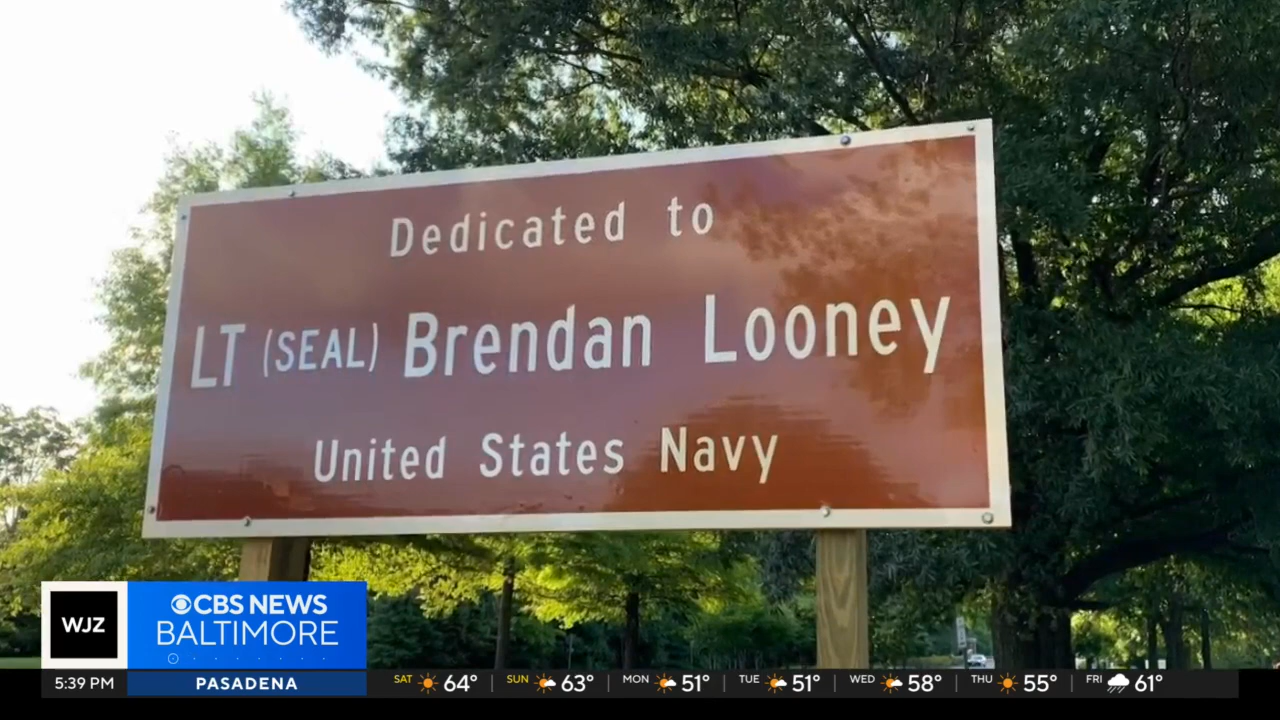 Dedicated to
LT (SEAL) Brendan Looney
United States Navy
WJZ
CBS NEWS
BALTIMORE
5:39 PM
PASADENA
SAT 64° SUN 63° MON 51° TUE 51° WED 58° THU 55° FRI 61°